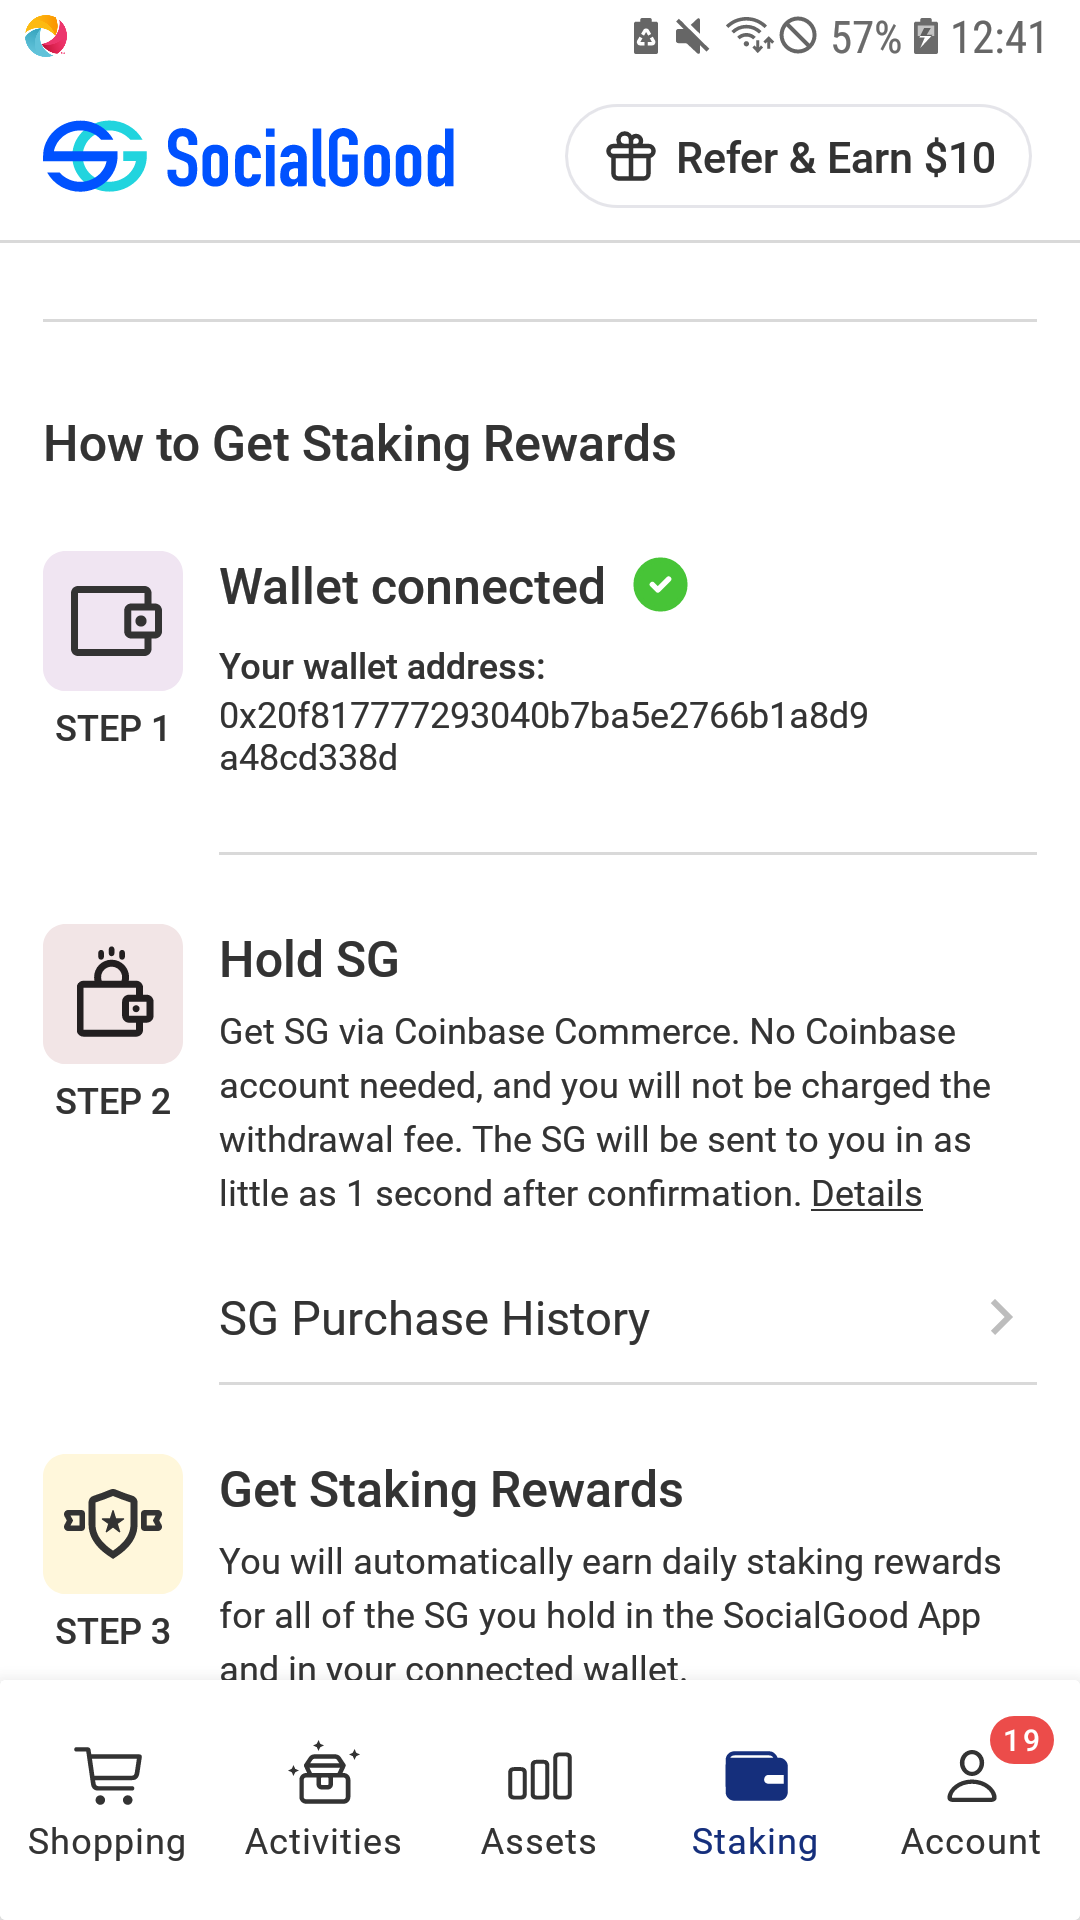 57% 12:41
SocialGood
Refer & Earn $10
How to Get Staking Rewards
Wallet connected
Your wallet address:
0x20f817777293040b7ba5e2766b1a8d9
a48cd338d
STEP 1
Hold SG
Get SG via Coinbase Commerce. No Coinbase
account needed, and you will not be charged the
withdrawal fee. The SG will be sent to you in as
little as 1 second after confirmation. Details
STEP 2
SG Purchase History
Get Staking Rewards
You will automatically earn daily staking rewards
for all of the SG you hold in the SocialGood App
and in your connected wallet.
STEP 3
19
Shopping
Activities
Assets
Staking
Account